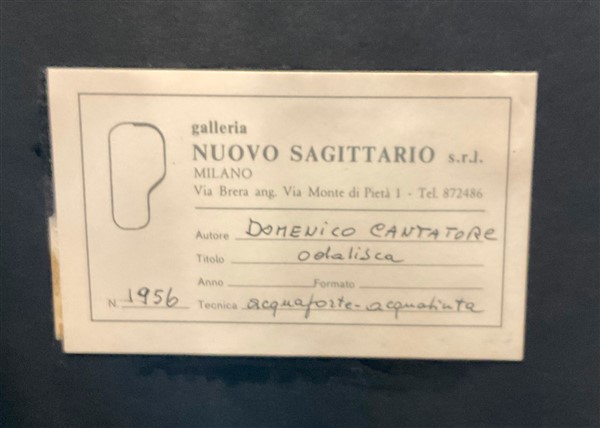 galleria
NUOVO SAGITTARIO s.r.l.
MILANO
Via Brera ang. Via Monte di Pietà 1 - Tel. 872486
Autore DOMENICO CANTATORE
Titolo odalisca
Anno Formato
N. 1956 Tecnica acquaforte-acquatinta